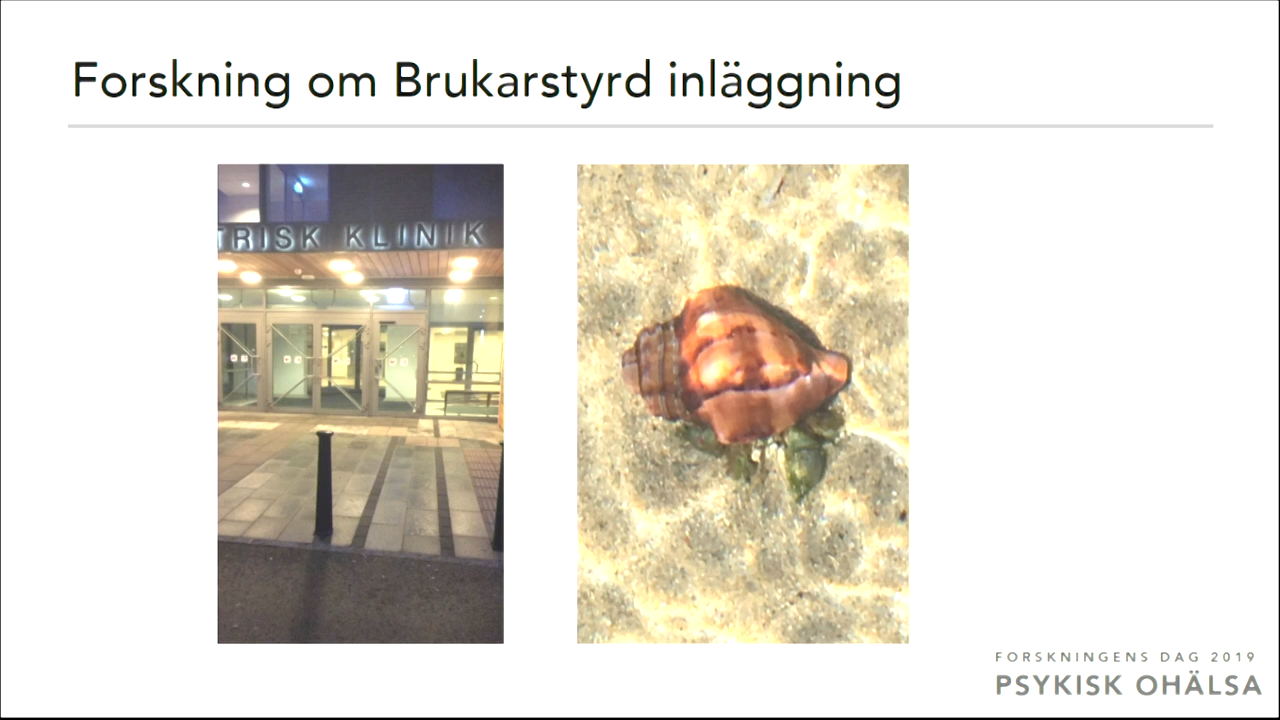 Forskning om Brukarstyrd inläggning
TRISK KLINIK
FORSKNINGENS DAG 2019
PSYKISK OHÄLSA